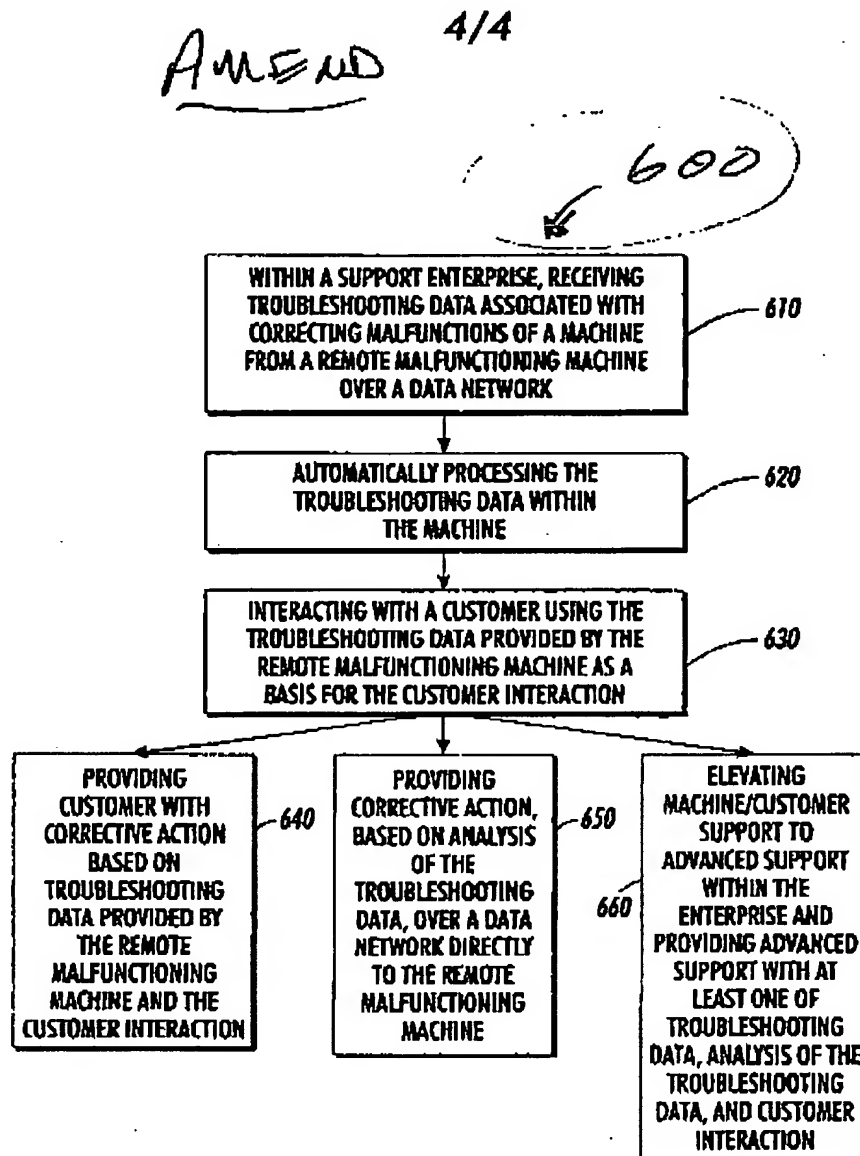 4/4
AMEND
600
WITHIN A SUPPORT ENTERPRISE, RECEIVING
TROUBLESHOOTING DATA ASSOCIATED WITH
CORRECTING MALFUNCTIONS OF A MACHINE
FROM A REMOTE MALFUNCTIONING MACHINE
OVER A DATA NETWORK
610
AUTOMATICALLY PROCESSING THE
TROUBLESHOOTING DATA WITHIN
THE MACHINE
620
INTERACTING WITH A CUSTOMER USING THE
TROUBLESHOOTING DATA PROVIDED BY THE
REMOTE MALFUNCTIONING MACHINE AS A
BASIS FOR THE CUSTOMER INTERACTION
630
PROVIDING
CUSTOMER WITH
CORRECTIVE ACTION
BASED ON
TROUBLESHOOTING
DATA PROVIDED BY
THE REMOTE
MALFUNCTIONING
MACHINE AND THE
CUSTOMER INTERACTION
640
PROVIDING
CORRECTIVE ACTION,
BASED ON ANALYSIS
OF THE
TROUBLESHOOTING
DATA, OVER A DATA
NETWORK DIRECTLY
TO THE REMOTE
MALFUNCTIONING
MACHINE
650
ELEVATING
MACHINE/CUSTOMER
SUPPORT TO
ADVANCED SUPPORT
WITHIN THE
ENTERPRISE AND
PROVIDING ADVANCED
SUPPORT WITH AT
LEAST ONE OF
TROUBLESHOOTING
DATA, ANALYSIS OF THE
TROUBLESHOOTING
DATA, AND CUSTOMER
INTERACTION
660